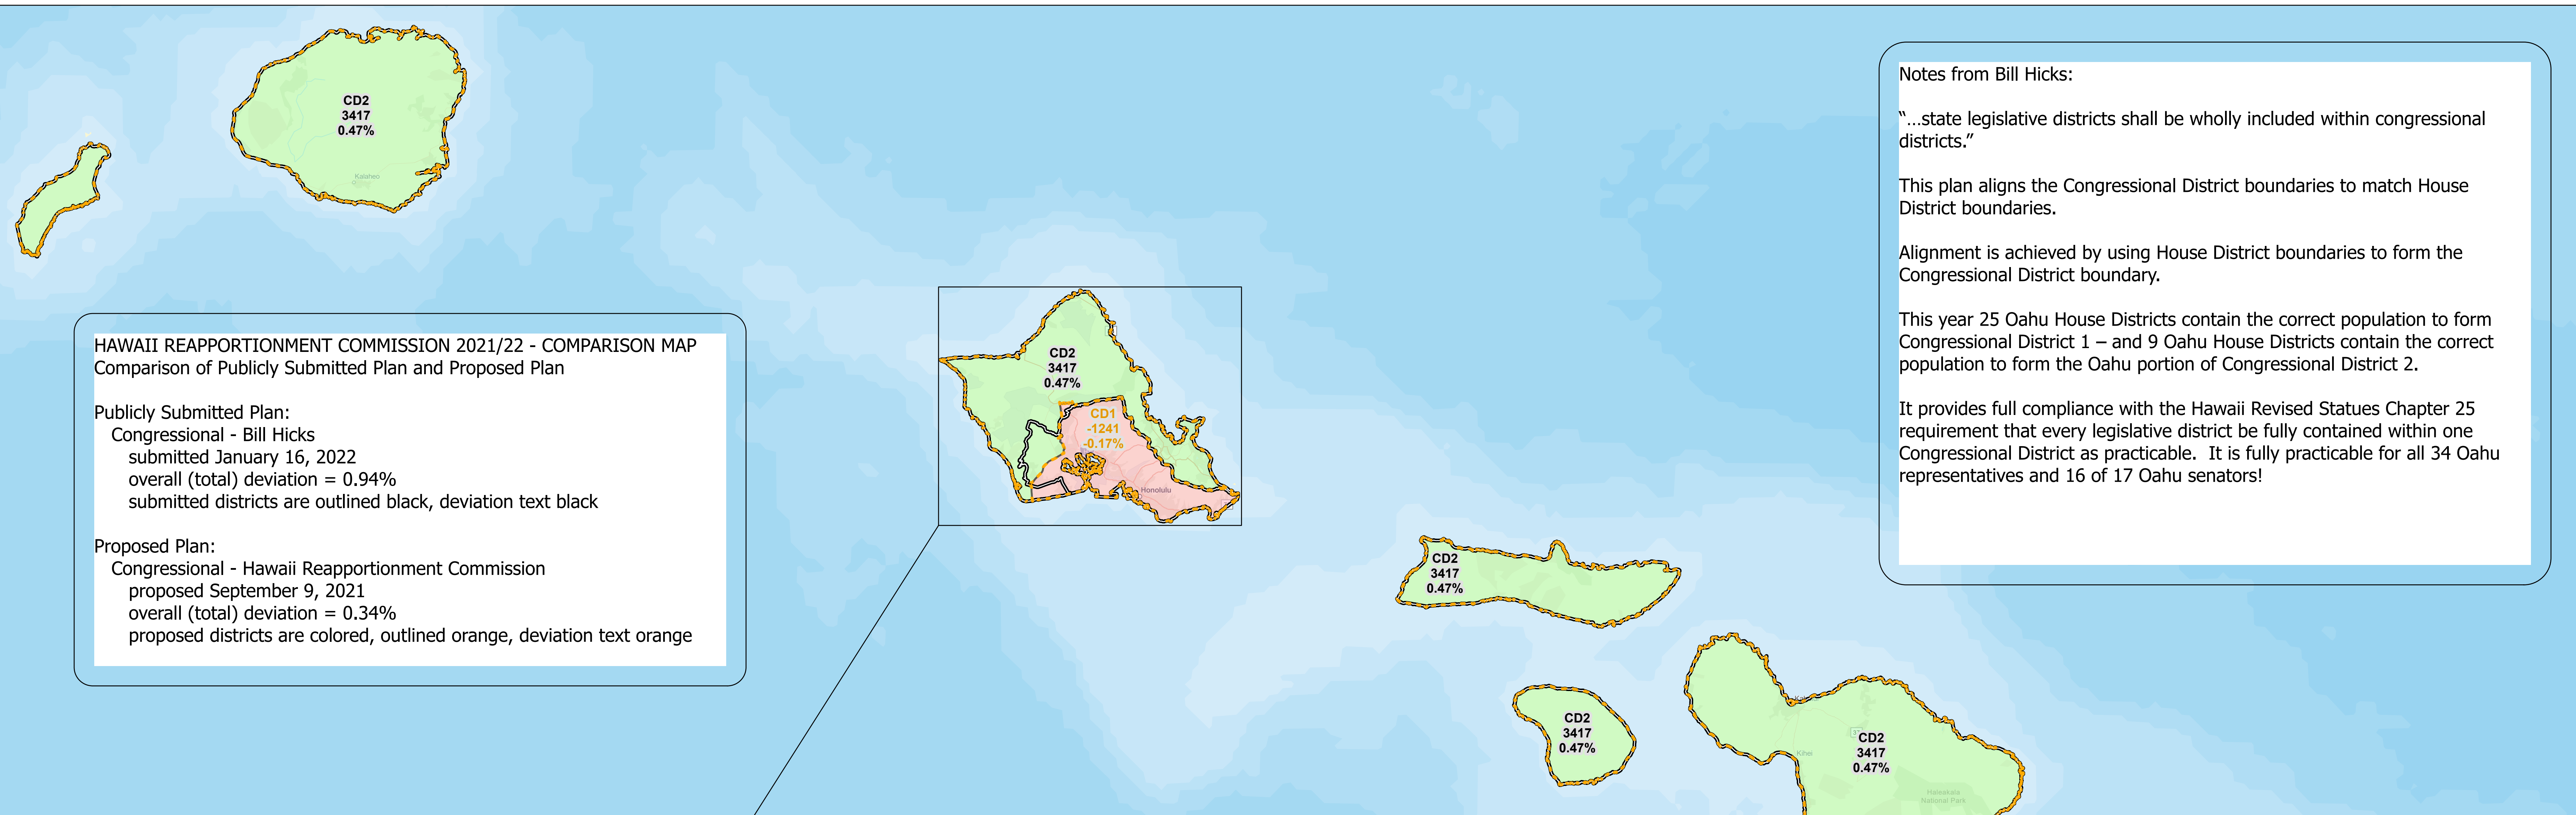 CD2
3417
0.47%
Kalaheo
HAWAII REAPPORTIONMENT COMMISSION 2021/22 - COMPARISON MAP
Comparison of Publicly Submitted Plan and Proposed Plan
Publicly Submitted Plan:
Congressional - Bill Hicks
submitted January 16, 2022
overall (total) deviation = 0.94%
submitted districts are outlined black, deviation text black
Proposed Plan:
Congressional - Hawaii Reapportionment Commission
proposed September 9, 2021
overall (total) deviation = 0.34%
proposed districts are colored, outlined orange, deviation text orange
CD2
3417
0.47%
CD1
-1241
-0.17%
Honolulu
CD2
3417
0.47%
CD2
3417
0.47%
Kihei
CD2
3417
0.47%
Haleakala
National Park
Notes from Bill Hicks:
“…state legislative districts shall be wholly included within congressional
districts.”
This plan aligns the Congressional District boundaries to match House
District boundaries.
Alignment is achieved by using House District boundaries to form the
Congressional District boundary.
This year 25 Oahu House Districts contain the correct population to form
Congressional District 1 – and 9 Oahu House Districts contain the correct
population to form the Oahu portion of Congressional District 2.
It provides full compliance with the Hawaii Revised Statues Chapter 25
requirement that every legislative district be fully contained within one
Congressional District as practicable.  It is fully practicable for all 34 Oahu
representatives and 16 of 17 Oahu senators!